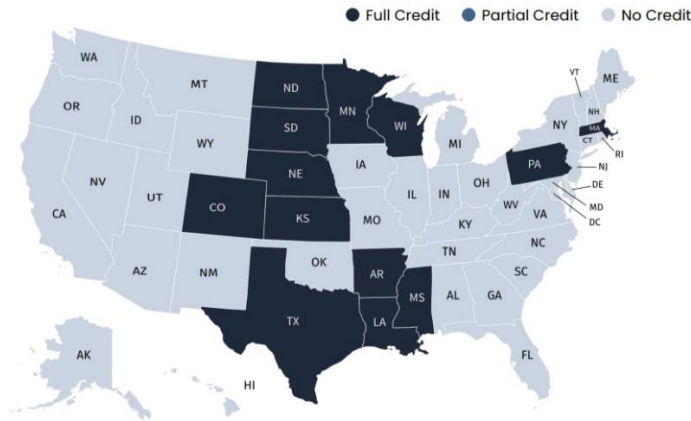 Full Credit
Partial Credit
No Credit
WA
MT
ND
MN
VT
ME
OR
ID
SD
WI
NH
NY
MA
CT
RI
WY
MI
IA
NE
PA
NJ
NV
UT
CO
IL
IN
OH
DE
MD
DC
CA
KS
MO
WV
VA
KY
AZ
NM
OK
AR
TN
NC
SC
MS
AL
GA
TX
LA
AK
HI
FL